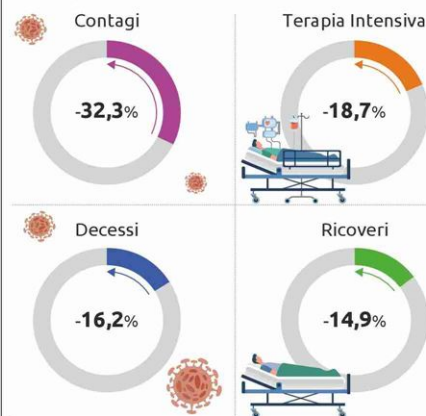 Contagi
-32,3%
Terapia Intensiva
-18,7%
Decessi
-16,2%
Ricoveri
-14,9%